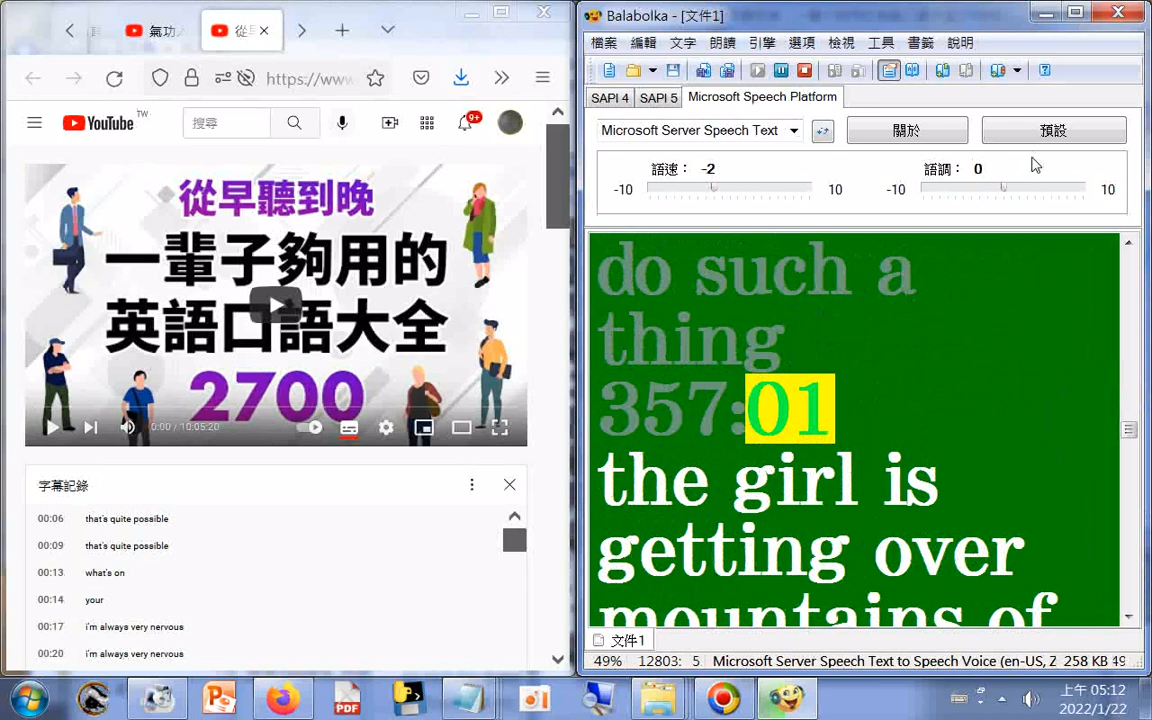 氣功
從
https://www
YouTube TW
搜尋
9+
從早聽到晚
一輩子夠用的
英語口語大全
2700
0:00 / 10:05:20
字幕記錄
00:06 that's quite possible
00:09 that's quite possible
00:13 what's on
00:14 your
00:17 i'm always very nervous
00:20 i'm always very nervous
Balabolka - [文件1]
檔案 編輯 文字 朗讀 引擎 選項 檢視 工具 書籤 說明
SAPI 4 SAPI 5 Microsoft Speech Platform
Microsoft Server Speech Text 關於 預設
語速： -2 語調： 0
-10 10 -10 10
do such a
thing
357:01
the girl is
getting over
mountains of
文件1
49% 12803: 5 Microsoft Server Speech Text to Speech Voice (en-US, Z 258 KB 49
PDF
上午 05:12
2022/1/22